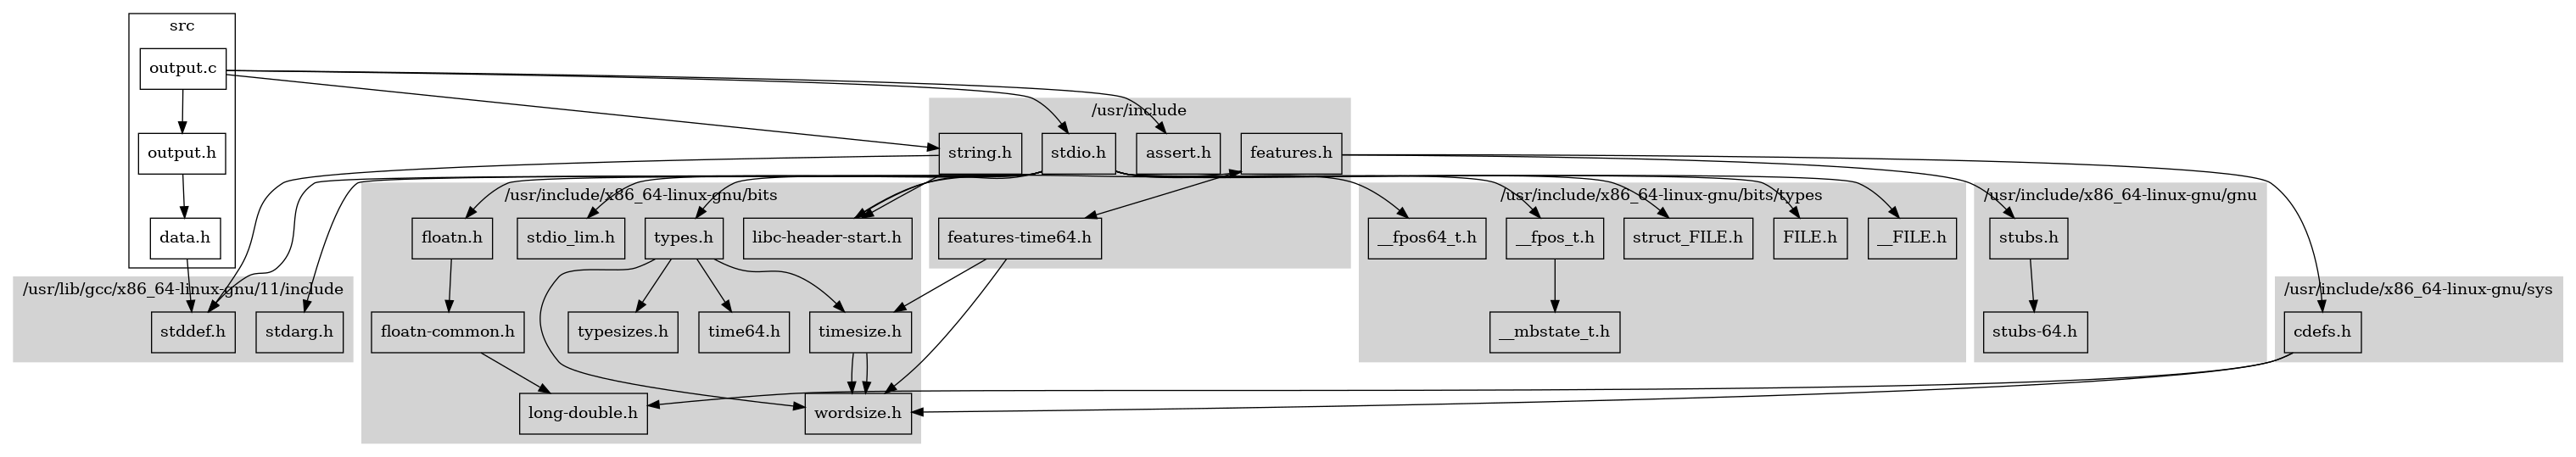 src
output.c
/usr/include
output.h
string.h
stdio.h
assert.h
features.h
/usr/include/x86_64-linux-gnu/bits
/usr/include/x86_64-linux-gnu/bits/types
/usr/include/x86_64-linux-gnu/gnu
data.h
floatn.h
stdio_lim.h
types.h
libc-header-start.h
features-time64.h
__fpos64_t.h
__fpos_t.h
struct_FILE.h
FILE.h
__FILE.h
stubs.h
/usr/lib/gcc/x86_64-linux-gnu/11/include
/usr/include/x86_64-linux-gnu/sys
stddef.h
stdarg.h
floatn-common.h
typesizes.h
time64.h
timesize.h
__mbstate_t.h
stubs-64.h
cdefs.h
long-double.h
wordsize.h